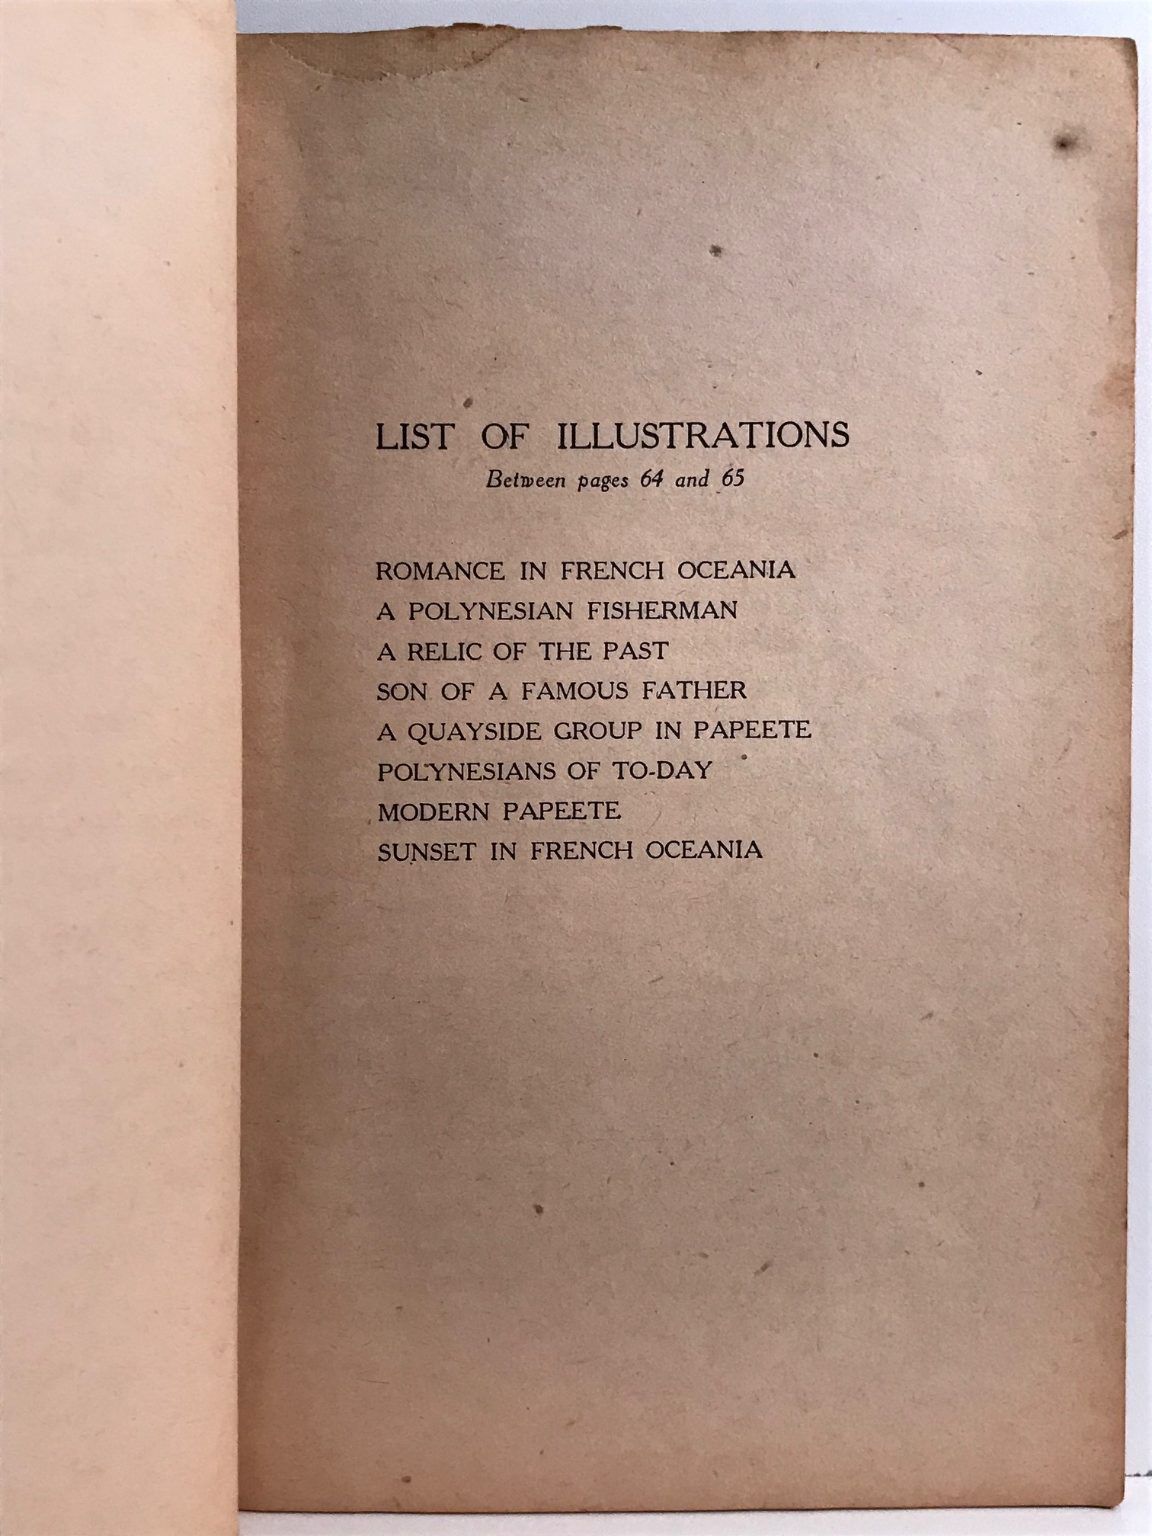 LIST OF ILLUSTRATIONS
Between pages 64 and 65
ROMANCE IN FRENCH OCEANIA
A POLYNESIAN FISHERMAN
A RELIC OF THE PAST
SON OF A FAMOUS FATHER
A QUAYSIDE GROUP IN PAPEETE
POLYNESIANS OF TO-DAY
MODERN PAPEETE
SUNSET IN FRENCH OCEANIA